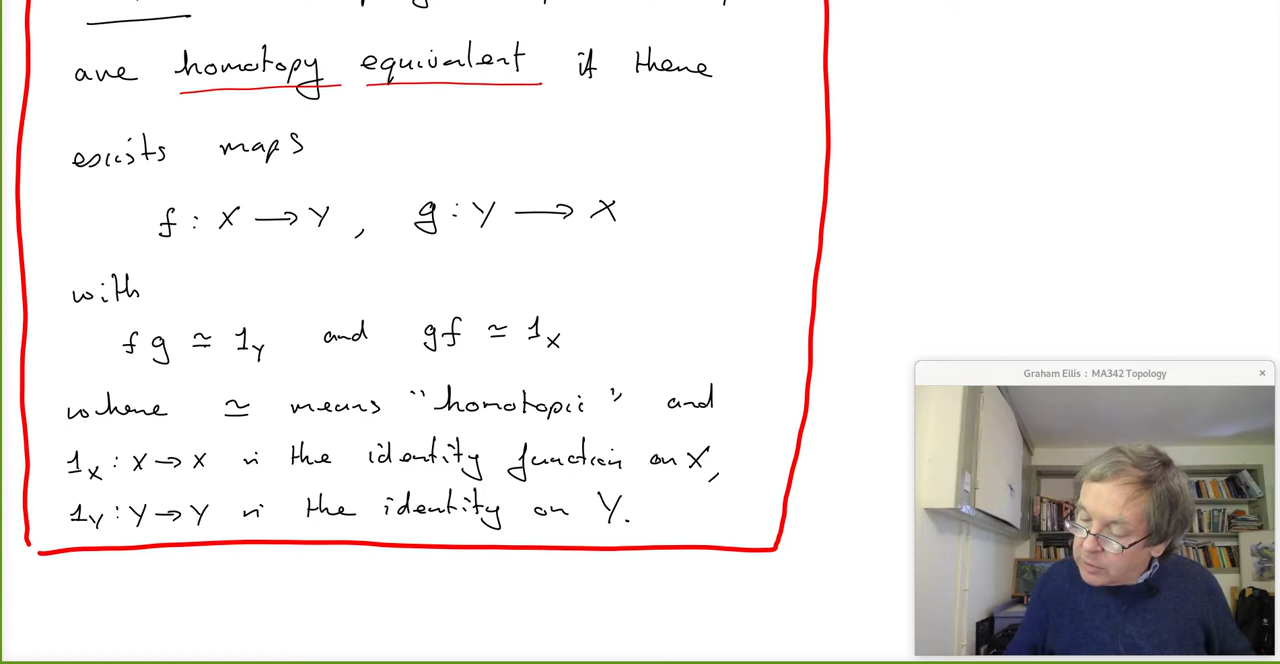 are homotopy equivalent if there
exists maps
f : X → Y , g : Y → X
with
f g ≃ 1_Y and gf ≃ 1_X
where ≃ means "homotopic" and
1_X : X → X is the identity function on X,
1_Y : Y → Y is the identity on Y.
Graham Ellis : MA342 Topology ×